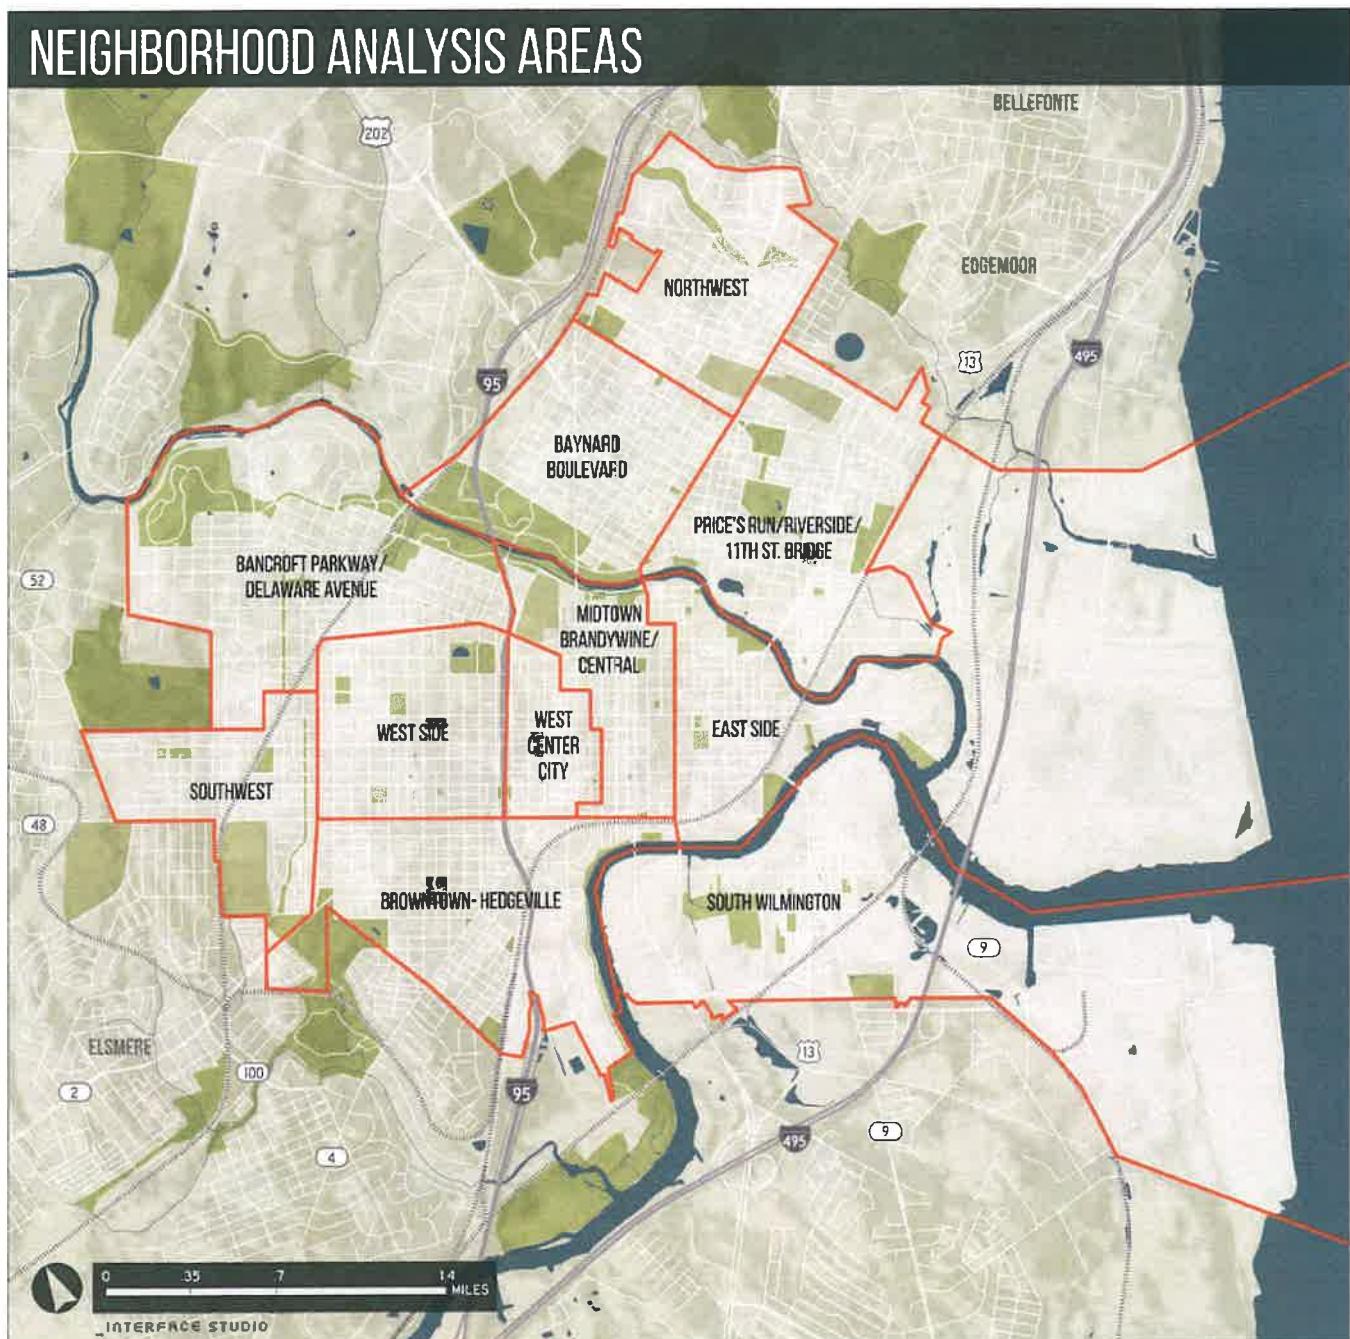 NEIGHBORHOOD ANALYSIS AREAS
BELLEFONTE
202
EDGEMOOR
NORTHWEST
13
495
95
BAYNARD
BOULEVARD
PRICE'S RUN/RIVERSIDE/
11TH ST. BRIDGE
BANCROFT PARKWAY/
DELAWARE AVENUE
52
MIDTOWN
BRANDYWINE/
CENTRAL
WEST SIDE
WEST
CENTER
CITY
EAST SIDE
SOUTHWEST
48
BROWNTOWN- HEDGEVILLE
SOUTH WILMINGTON
9
ELSMERE
13
100
2
95
9
495
4
0 .35 .7 1.4
MILES
_INTERFACE STUDIO